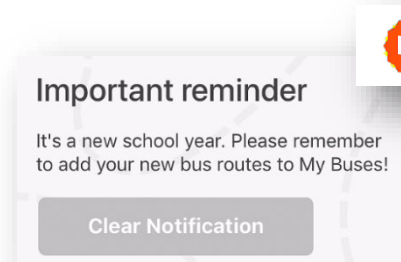 Important reminder
It's a new school year. Please remember
to add your new bus routes to My Buses!
Clear Notification